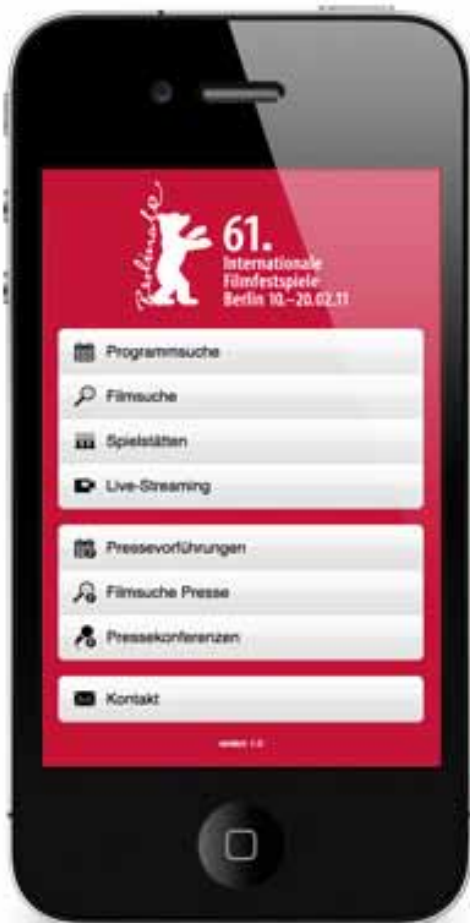 Berlinale
61.
Internationale
Filmfestspiele
Berlin 10.–20.02.11
Programmsuche
Filmsuche
Spielstätten
Live-Streaming
Pressevorführungen
Filmsuche Presse
Pressekonferenzen
Kontakt